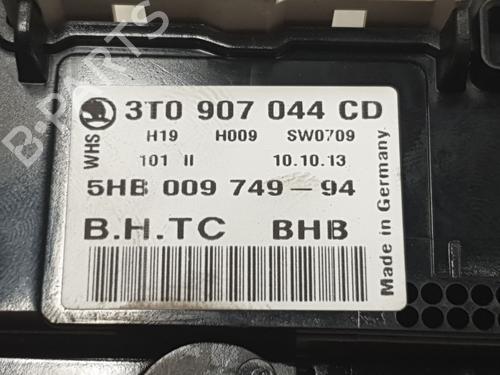 3T0 907 044 CD
H19 H009 SW0709
101 II 10.10.13
5HB 009 749-94
B.H.TC BHB
WHS
Made in Germany
B-PARTS